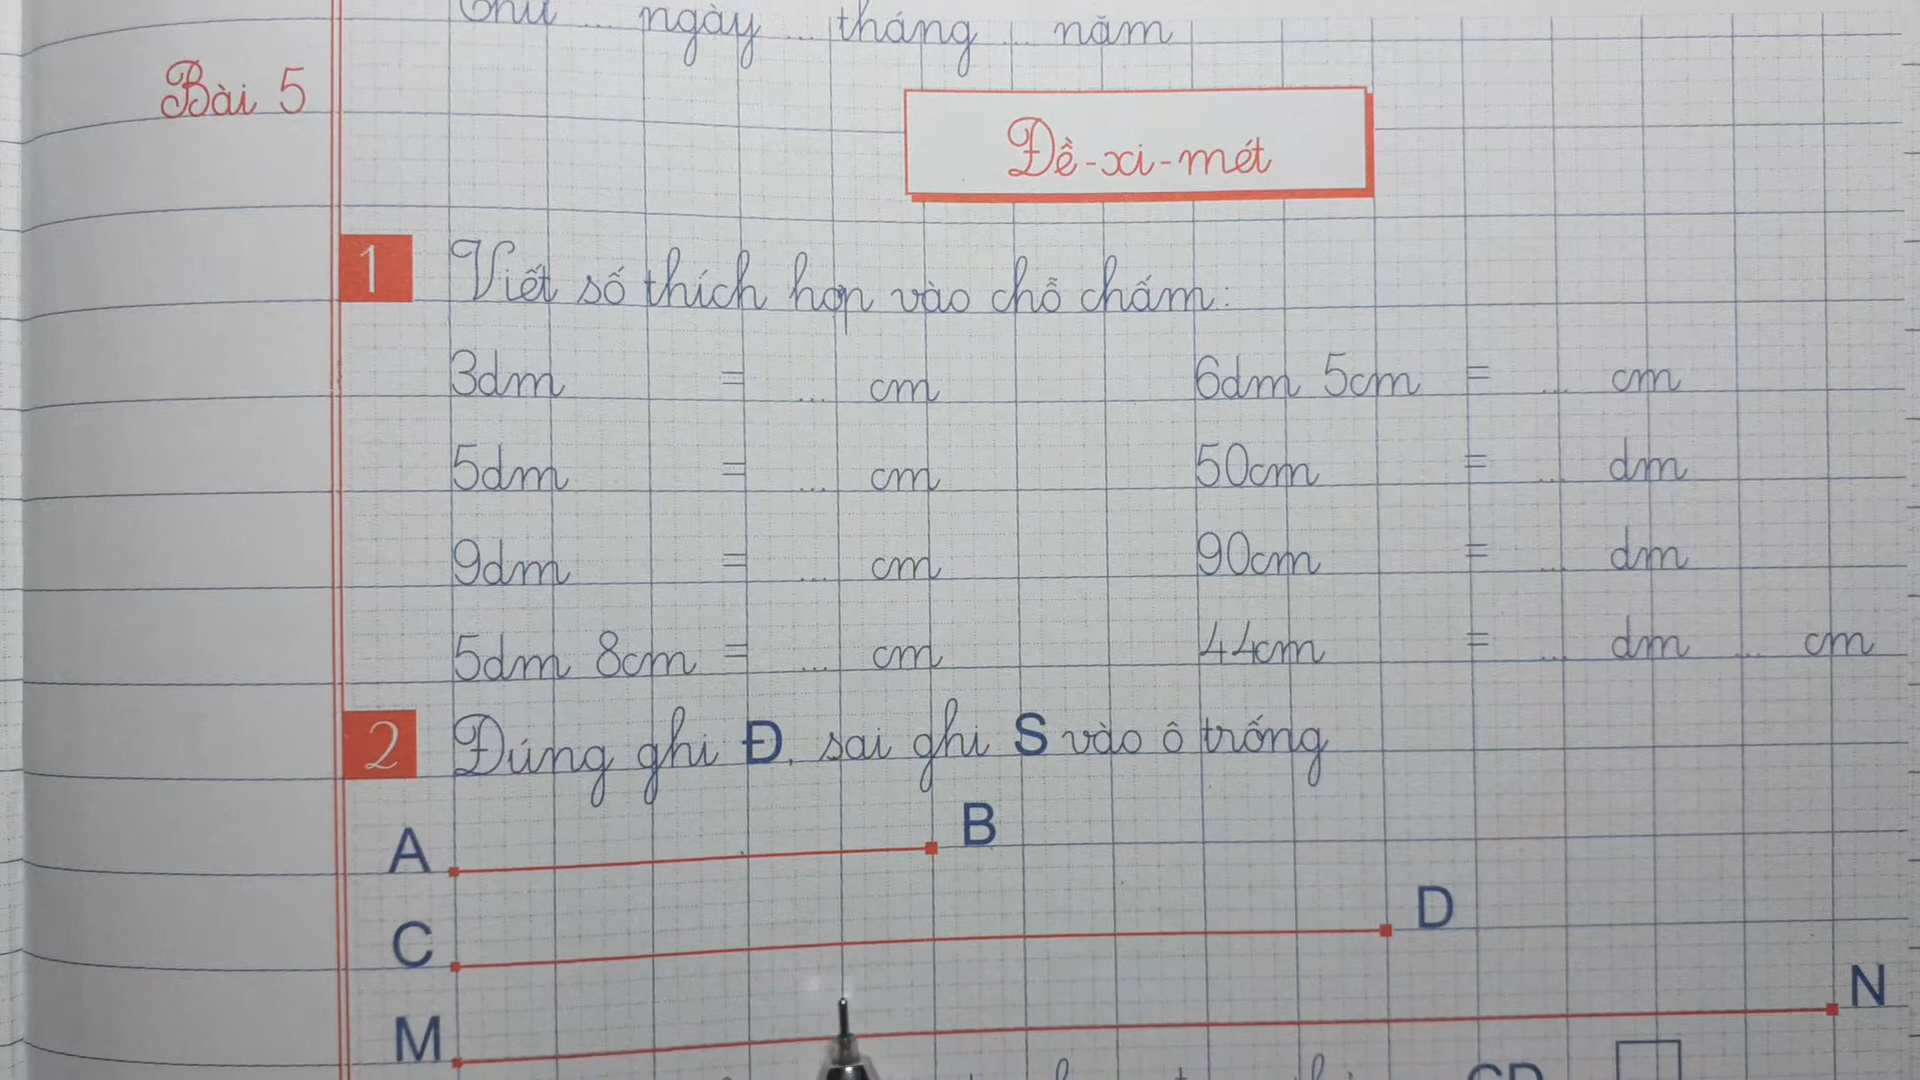 Thứ ... ngày ... tháng ... năm
Bài 5
Đề-xi-mét
1 Viết số thích hợp vào chỗ chấm:
3dm = ... cm 6dm 5cm = ... cm
5dm = ... cm 50cm = ... dm
9dm = ... cm 90cm = ... dm
5dm 8cm = ... cm 44cm = ... dm ... cm
2 Đúng ghi Đ, sai ghi S vào ô trống
A B
C D
M N
CD